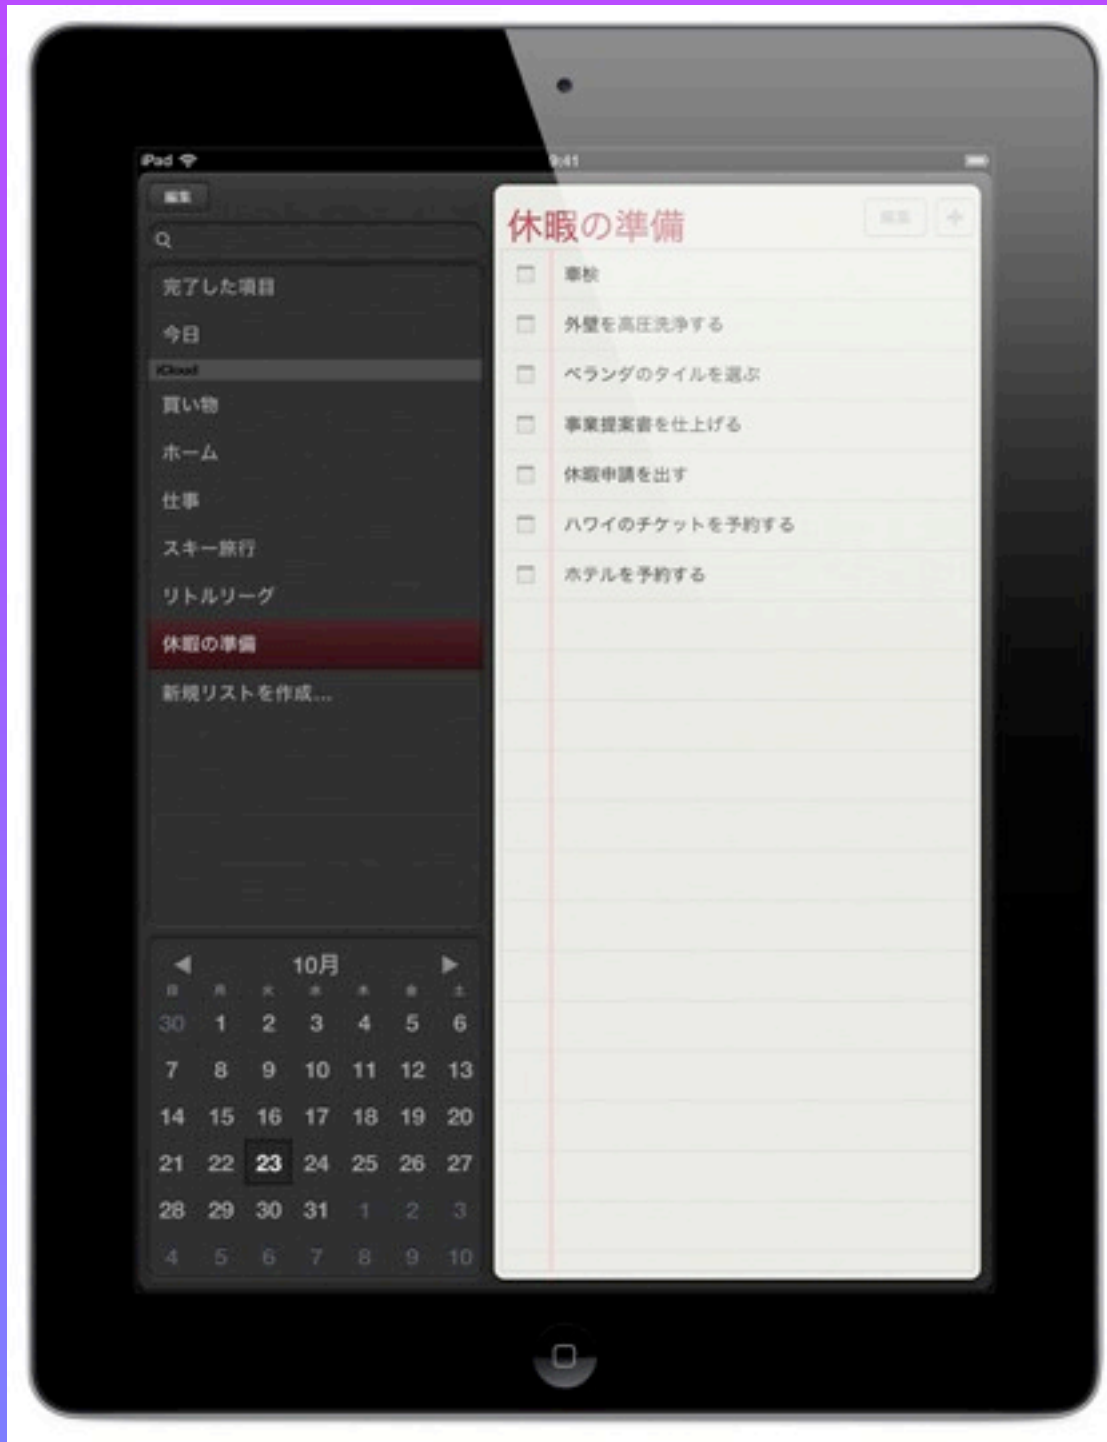 iPad
9:41
編集
完了した項目
今日
iCloud
買い物
ホーム
仕事
スキー旅行
リトルリーグ
休暇の準備
新規リストを作成...
10月
日 月 火 水 木 金 土
30 1 2 3 4 5 6
7 8 9 10 11 12 13
14 15 16 17 18 19 20
21 22 23 24 25 26 27
28 29 30 31 1 2 3
4 5 6 7 8 9 10
休暇の準備
編集 +
車検
外壁を高圧洗浄する
ベランダのタイルを選ぶ
事業提案書を仕上げる
休暇申請を出す
ハワイのチケットを予約する
ホテルを予約する